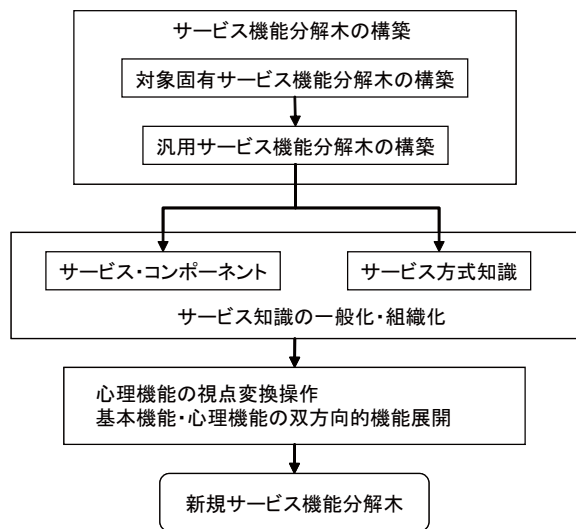 サービス機能分解木の構築
対象固有サービス機能分解木の構築
汎用サービス機能分解木の構築
サービス・コンポーネント
サービス方式知識
サービス知識の一般化・組織化
心理機能の視点変換操作
基本機能・心理機能の双方向的機能展開
新規サービス機能分解木